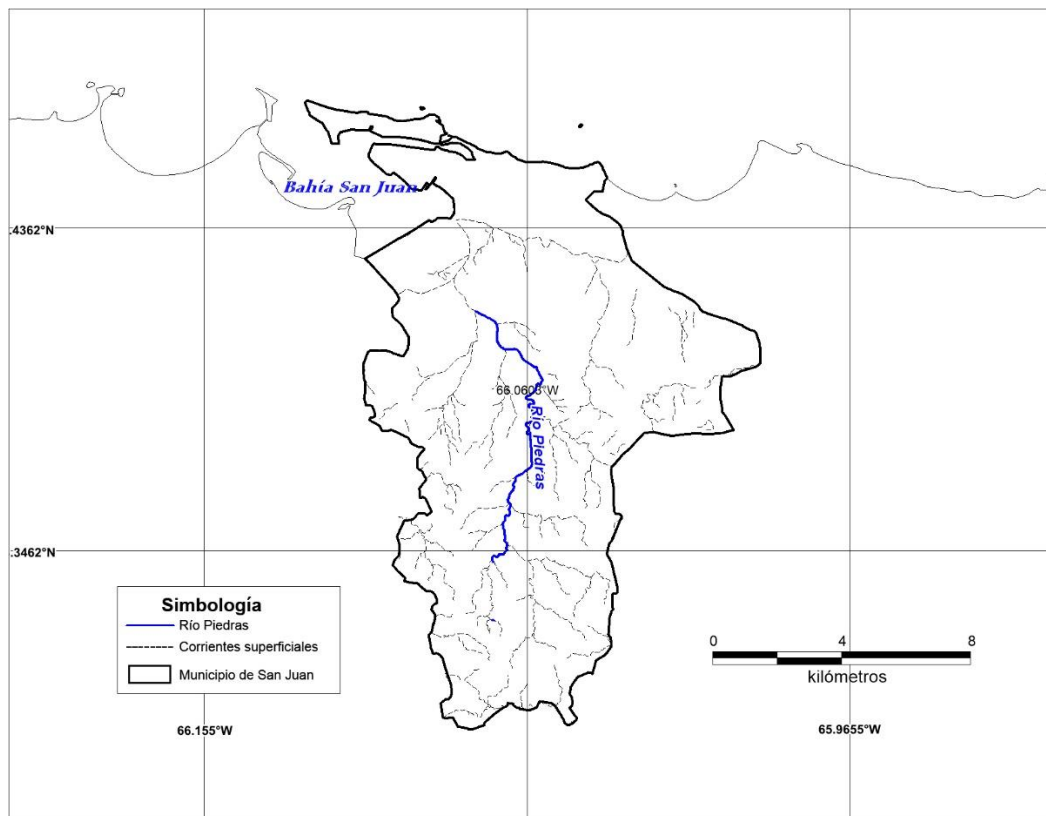 Bahía San Juan
.4362°N
66.0603°W
Río Piedras
.3462°N
Simbología
Río Piedras
Corrientes superficiales
Municipio de San Juan
0 4 8
kilómetros
66.155°W
65.9655°W